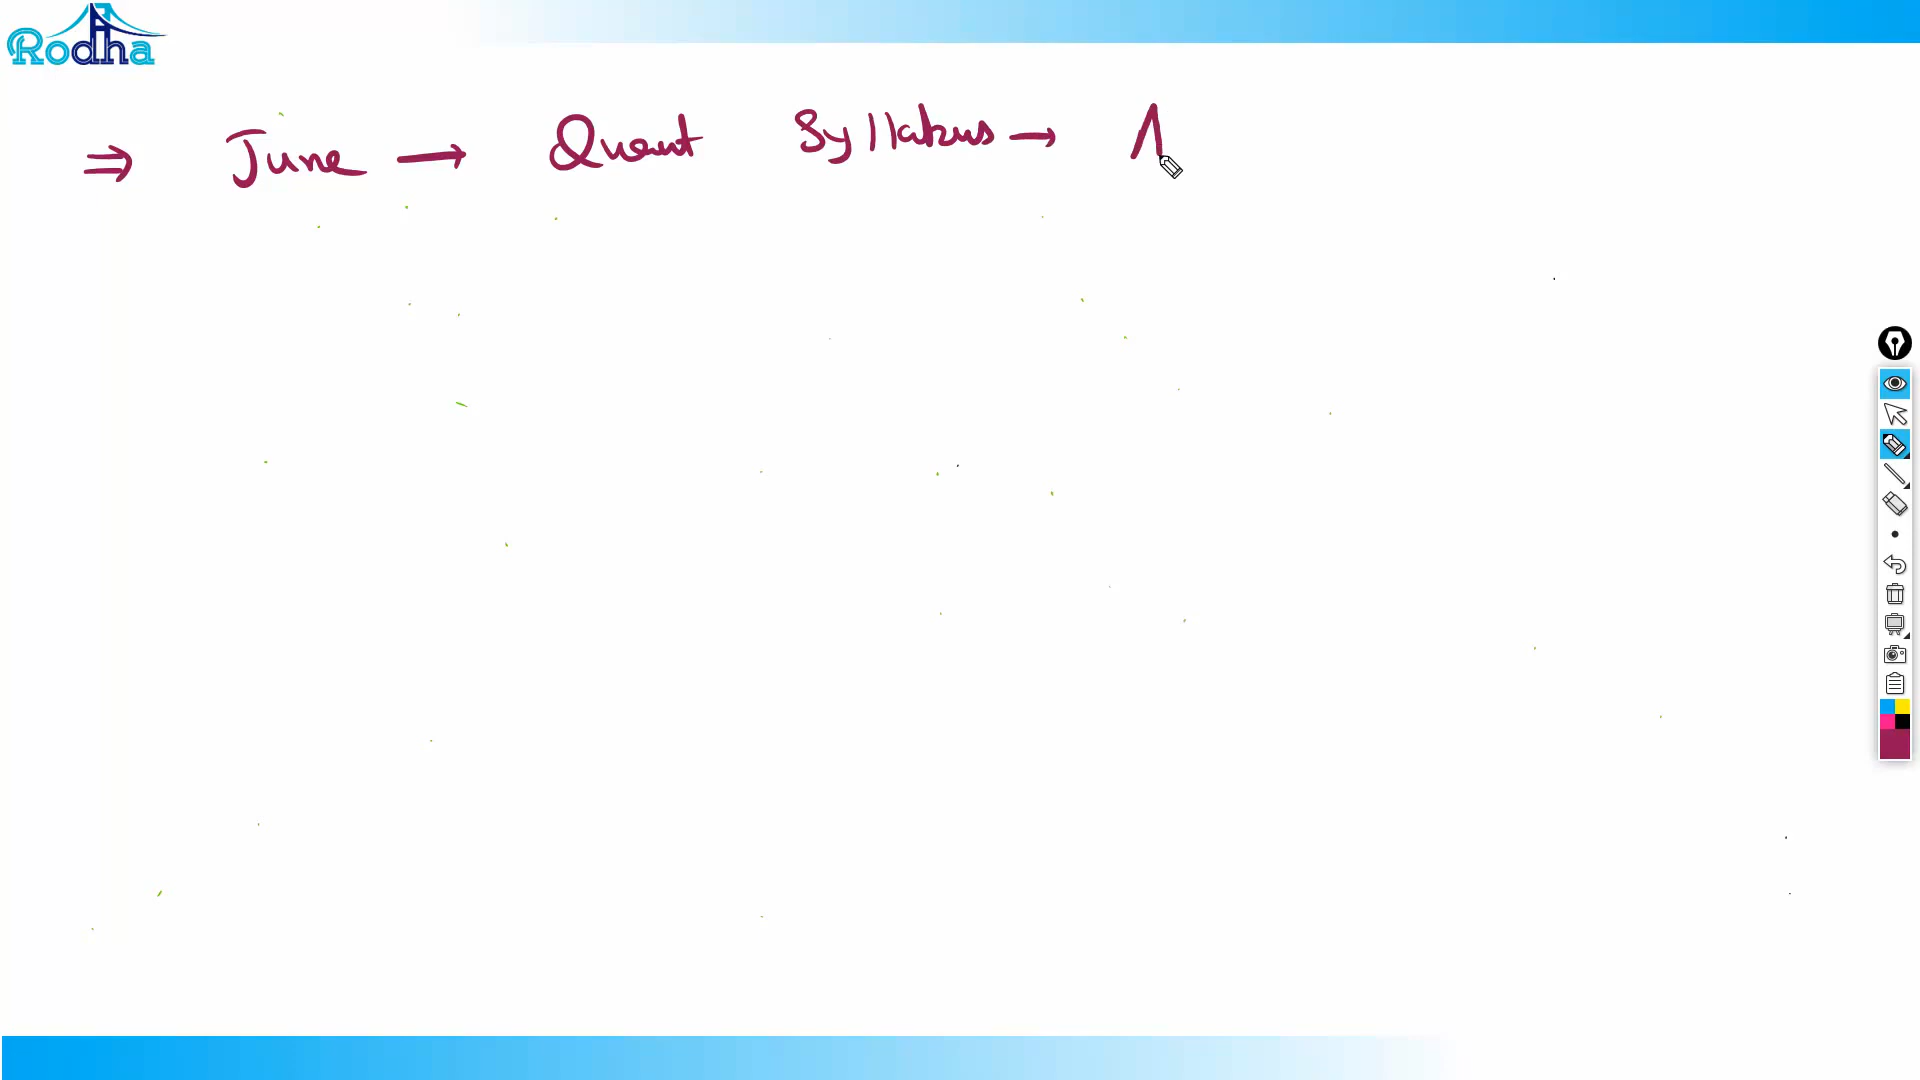 Rodha
⇒ June → Quant Syllabus →